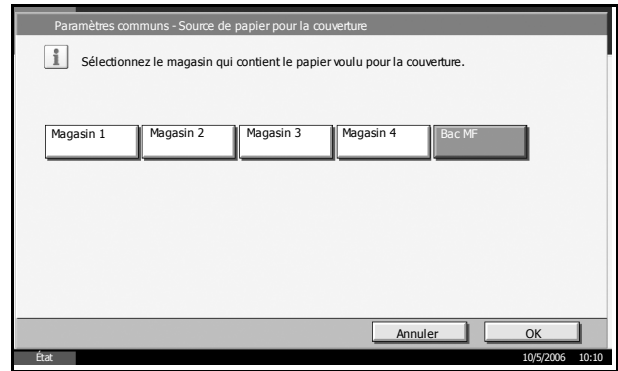 Paramètres communs - Source de papier pour la couverture
i
Sélectionnez le magasin qui contient le papier voulu pour la couverture.
Magasin 1 Magasin 2 Magasin 3 Magasin 4 Bac MF
Annuler OK
État 10/5/2006 10:10